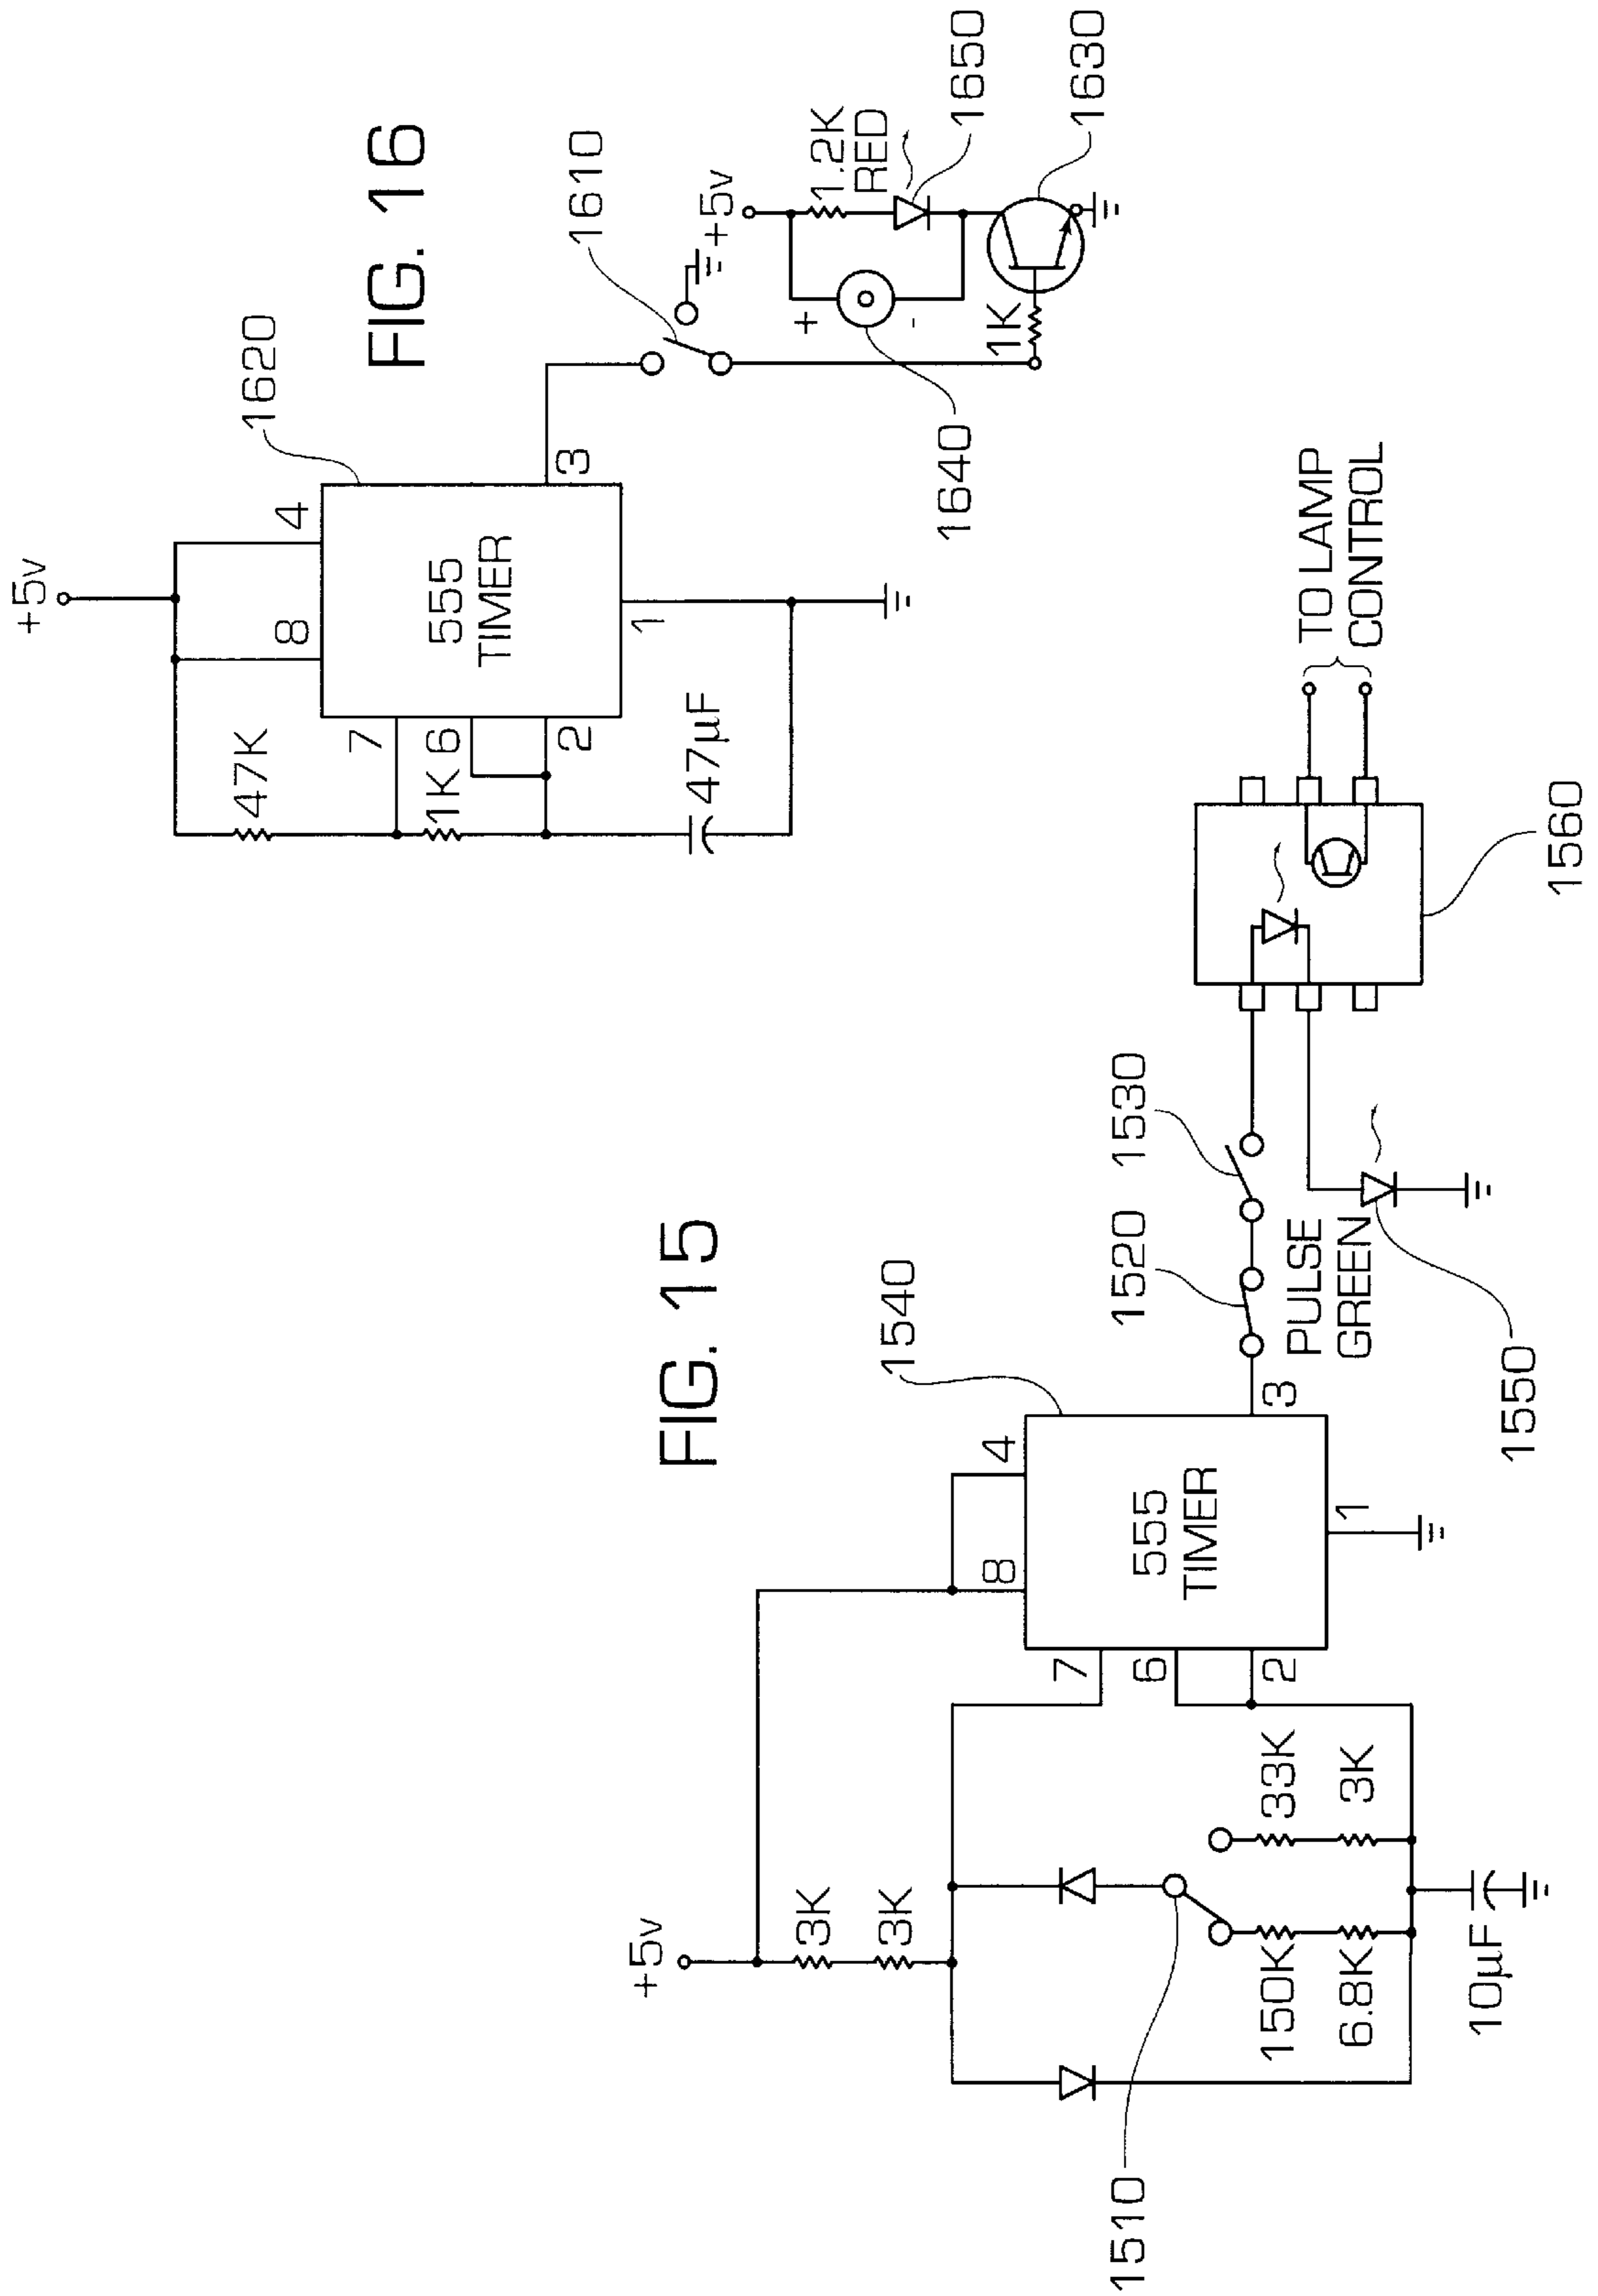 FIG. 16
+5v
1620
47K
8
4
7
555
TIMER
1K
6
2
3
1
47µF
1610
+5v
1.2K
RED
+
-
1650
1K
1640
1630
FIG. 15
+5v
3K
3K
1540
8
4
7
555
TIMER
6
2
3
1
150K
6.8K
33K
3K
10µF
1510
1520
1530
PULSE
GREEN
1550
1560
TO LAMP
CONTROL